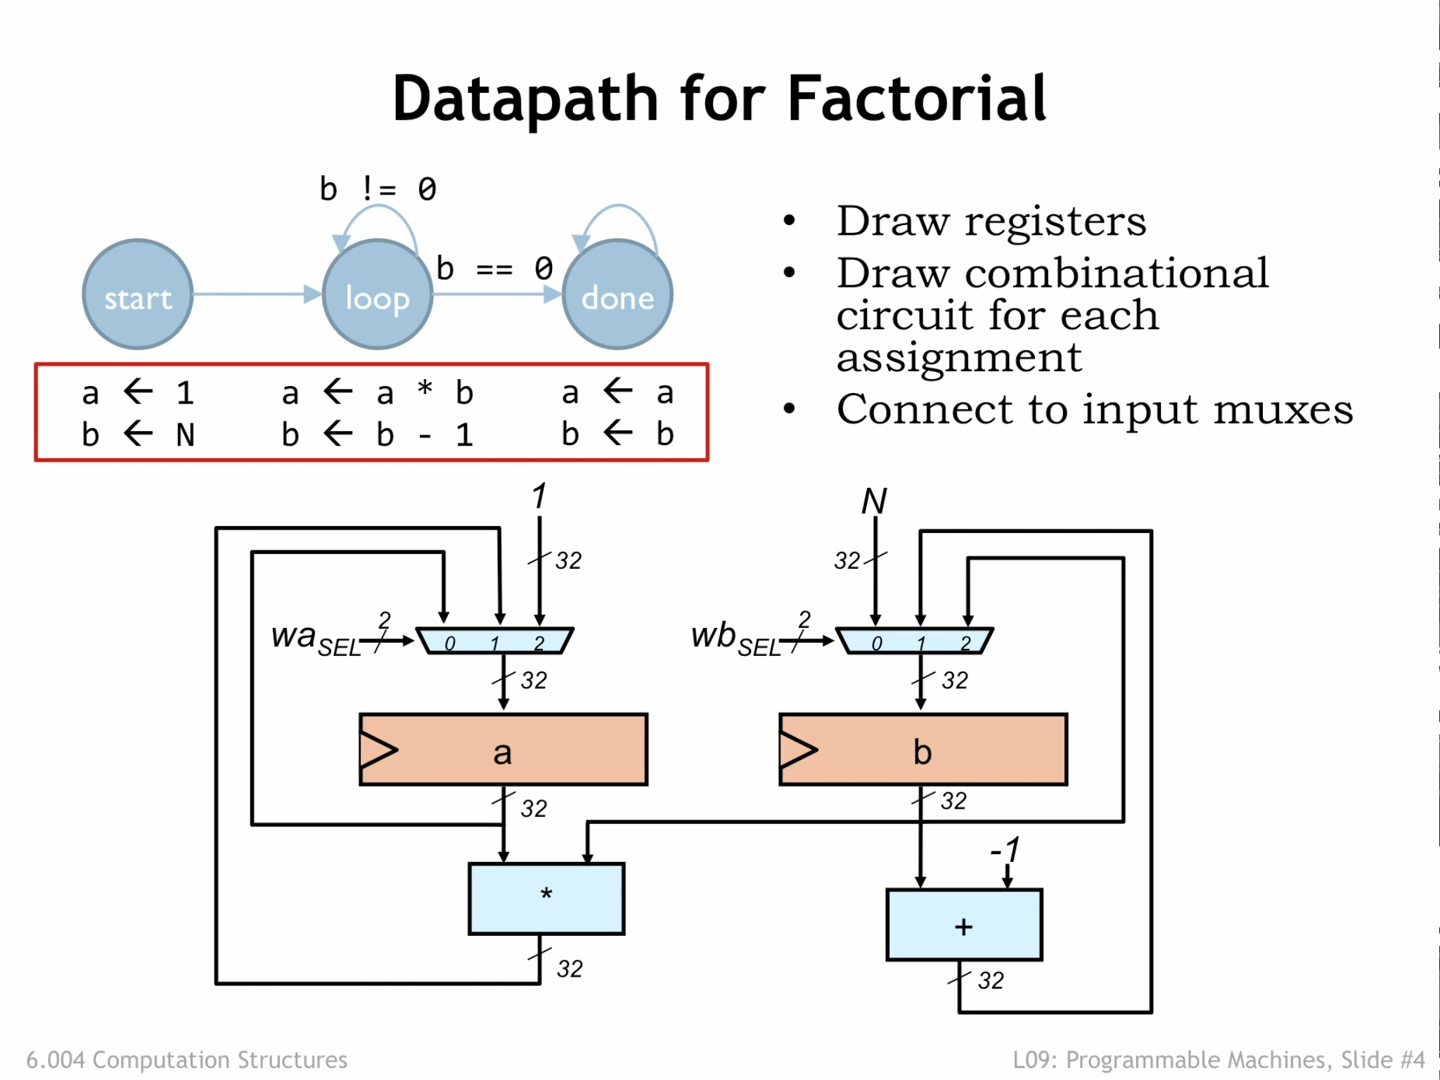 Datapath for Factorial
b != 0
b == 0
start
loop
done
a ← 1
a ← a * b
a ← a
b ← N
b ← b - 1
b ← b
• Draw registers
• Draw combinational
circuit for each
assignment
• Connect to input muxes
1
N
32
32
waSEL
2
0 1 2
wbSEL
2
0 1 2
32
32
a
b
32
32
-1
*
+
32
32
6.004 Computation Structures
L09: Programmable Machines, Slide #4